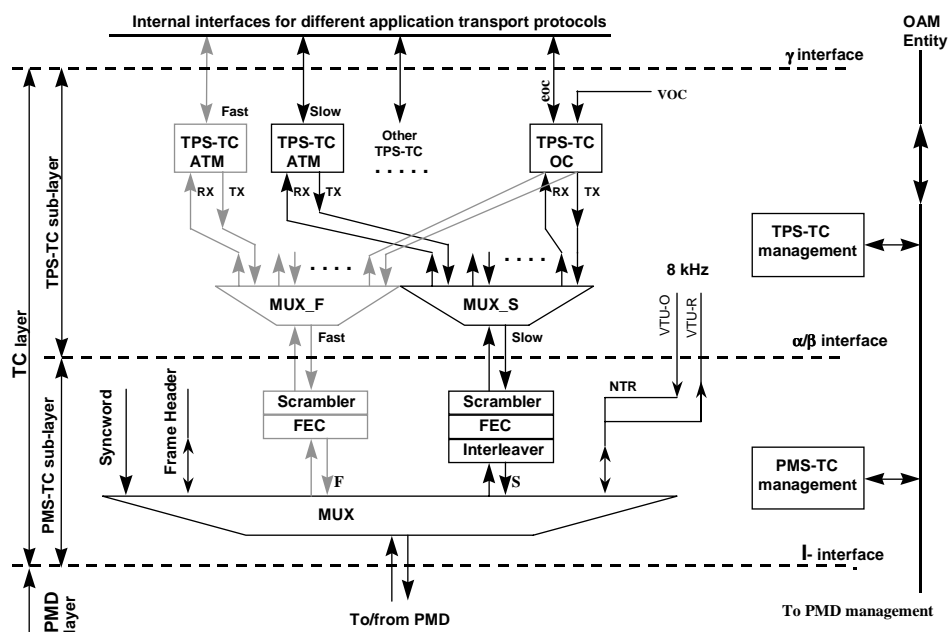 Internal interfaces for different application transport protocols
OAM
Entity
γ interface
eoc
VOC
Fast
Slow
TPS-TC
ATM
TPS-TC
ATM
Other
TPS-TC
. . . . .
TPS-TC
OC
RX
TX
RX
TX
RX
TX
TPS-TC sub-layer
TPS-TC
management
. . . .
. . . .
8 kHz
MUX_F
MUX_S
VTU-O
VTU-R
Fast
Slow
α/β interface
TC layer
NTR
Syncword
Frame Header
Scrambler
FEC
Scrambler
FEC
Interleaver
PMS-TC sub-layer
PMS-TC
management
F
S
MUX
I- interface
PMD
layer
To/from PMD
To PMD management